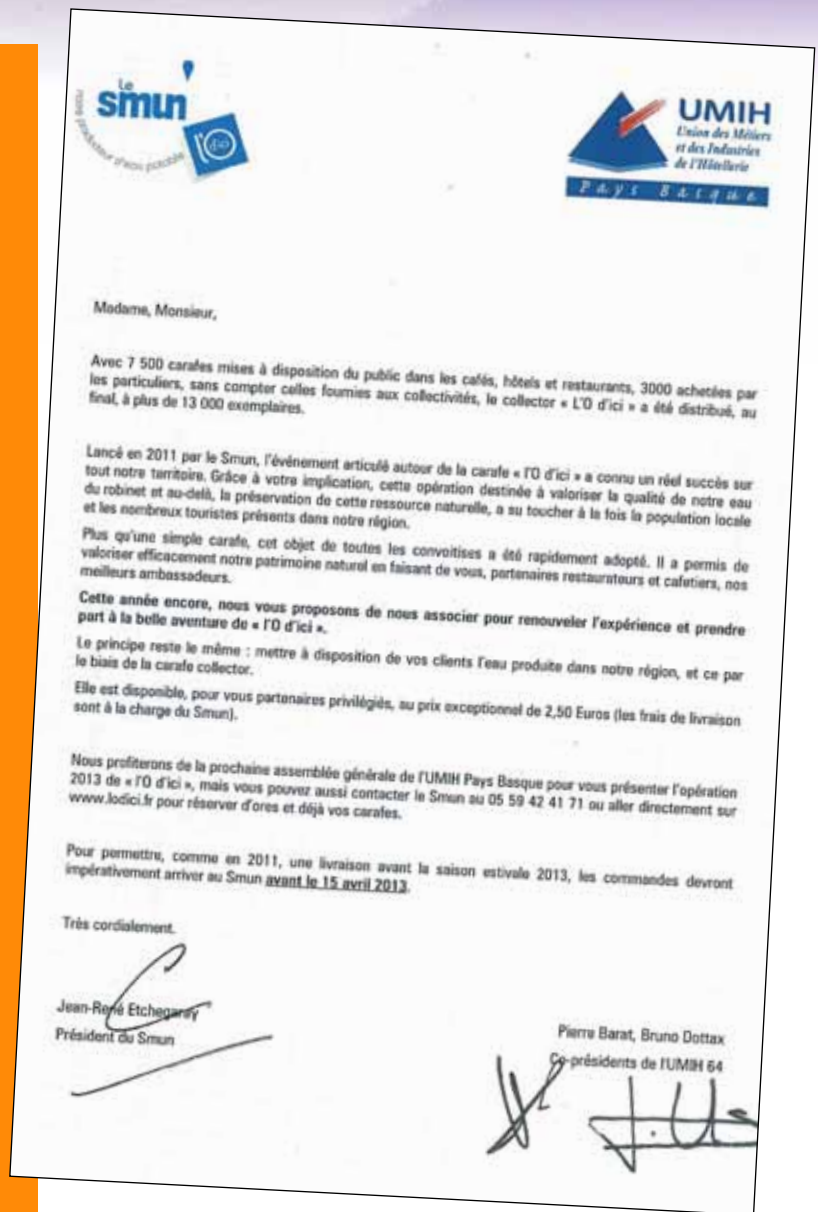 Le
smun
notre producteur d'eau potable
l'O d'ici
UMIH
Union des Métiers
et des Industries
de l'Hôtellerie
Pays Basque
Madame, Monsieur,
Avec 7 500 carafes mises à disposition du public dans les cafés, hôtels et restaurants, 3000 achetées par
les particuliers, sans compter celles fournies aux collectivités, le collector « L'O d'ici » a été distribué, au
final, à plus de 13 000 exemplaires.
Lancé en 2011 par le Smun, l'événement articulé autour de la carafe « l'O d'ici » a connu un réel succès sur
tout notre territoire. Grâce à votre implication, cette opération destinée à valoriser la qualité de notre eau
du robinet et au-delà, la préservation de cette ressource naturelle, a su toucher à la fois la population locale
et les nombreux touristes présents dans notre région.
Plus qu'une simple carafe, cet objet de toutes les convoitises a été rapidement adopté. Il a permis de
valoriser efficacement notre patrimoine naturel en faisant de vous, partenaires restaurateurs et cafetiers, nos
meilleurs ambassadeurs.
Cette année encore, nous vous proposons de nous associer pour renouveler l'expérience et prendre
part à la belle aventure de « l'O d'ici ».
Le principe reste le même : mettre à disposition de vos clients l'eau produite dans notre région, et ce par
le biais de la carafe collector.
Elle est disponible, pour vous partenaires privilégiés, au prix exceptionnel de 2,50 Euros (les frais de livraison
sont à la charge du Smun).
Nous profiterons de la prochaine assemblée générale de l'UMIH Pays Basque pour vous présenter l'opération
2013 de « l'O d'ici », mais vous pouvez aussi contacter le Smun au 05 59 42 41 71 ou aller directement sur
www.lodici.fr pour réserver d'ores et déjà vos carafes.
Pour permettre, comme en 2011, une livraison avant la saison estivale 2013, les commandes devront
impérativement arriver au Smun avant le 15 avril 2013.
Très cordialement.
Jean-René Etchegaray
Président du Smun
Pierre Barat, Bruno Dottax
Co-présidents de l'UMIH 64